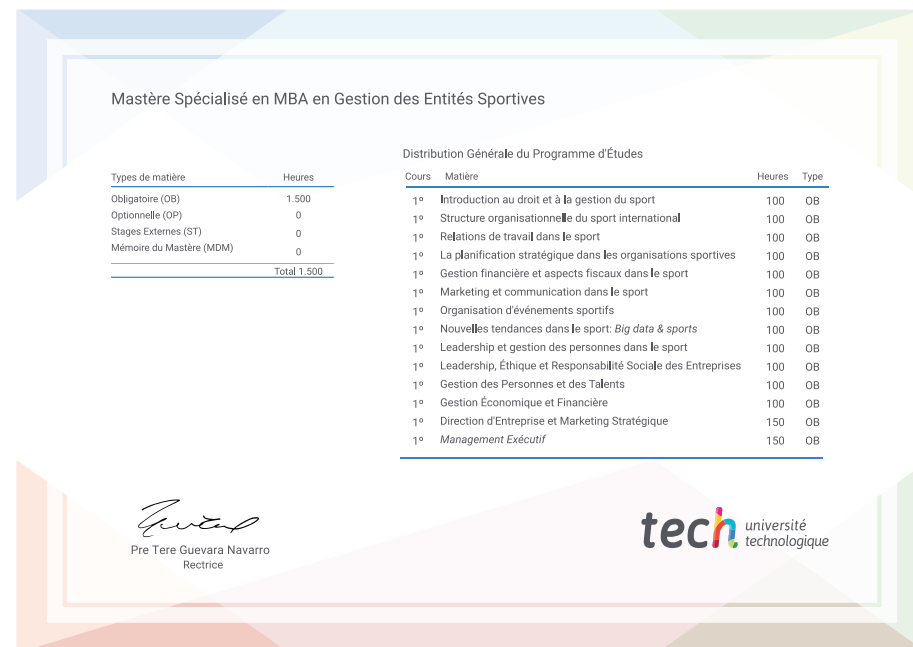 Mastère Spécialisé en MBA en Gestion des Entités Sportives
Types de matière Heures
Obligatoire (OB) 1.500
Optionnelle (OP) 0
Stages Externes (ST) 0
Mémoire du Mastère (MDM) 0
Total 1.500
Distribution Générale du Programme d'Études
Cours Matière Heures Type
1º Introduction au droit et à la gestion du sport 100 OB
1º Structure organisationnelle du sport international 100 OB
1º Relations de travail dans le sport 100 OB
1º La planification stratégique dans les organisations sportives 100 OB
1º Gestion financière et aspects fiscaux dans le sport 100 OB
1º Marketing et communication dans le sport 100 OB
1º Organisation d'événements sportifs 100 OB
1º Nouvelles tendances dans le sport: Big data & sports 100 OB
1º Leadership et gestion des personnes dans le sport 100 OB
1º Leadership, Éthique et Responsabilité Sociale des Entreprises 100 OB
1º Gestion des Personnes et des Talents 100 OB
1º Gestion Économique et Financière 100 OB
1º Direction d'Entreprise et Marketing Stratégique 150 OB
1º Management Exécutif 150 OB
Pre Tere Guevara Navarro
Rectrice
tech université
technologique